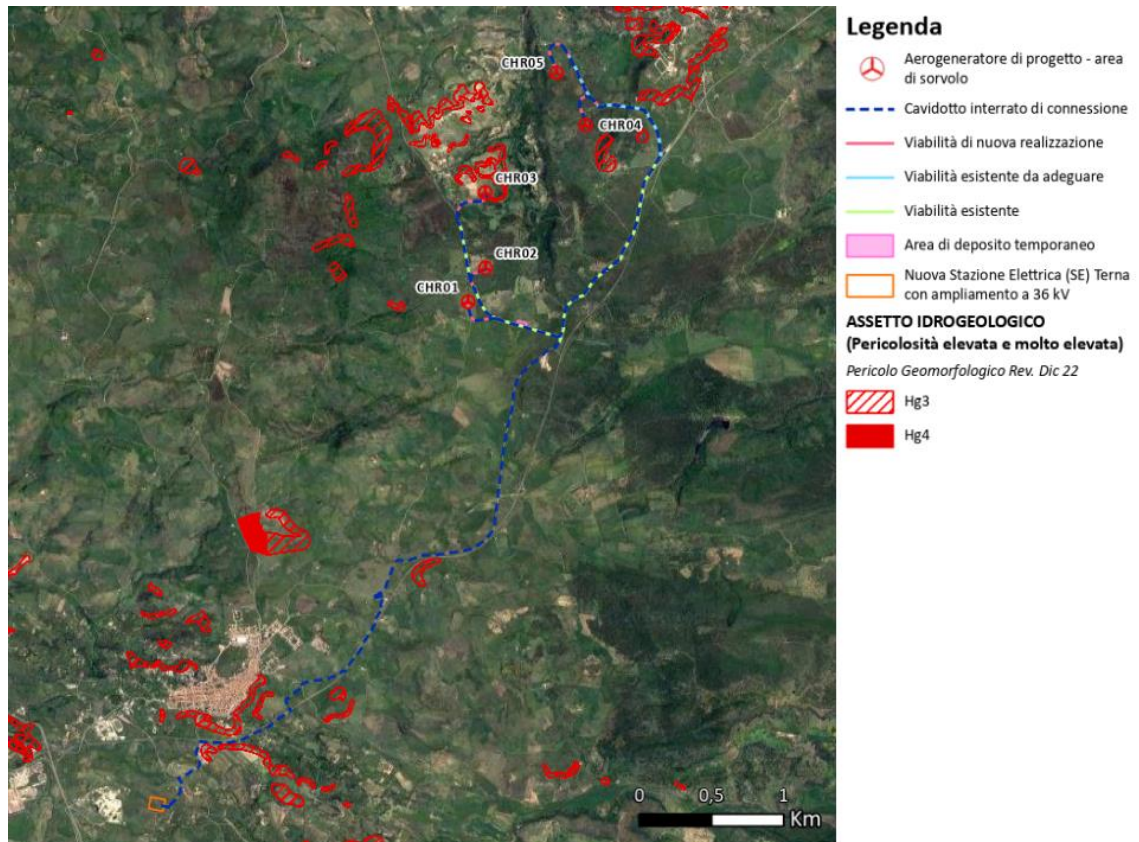 CHR05
CHR04
CHR03
CHR02
CHR01
0 0,5 1
Km
Legenda
Aerogeneratore di progetto - area
di sorvolo
Cavidotto interrato di connessione
Viabilità di nuova realizzazione
Viabilità esistente da adeguare
Viabilità esistente
Area di deposito temporaneo
Nuova Stazione Elettrica (SE) Terna
con ampliamento a 36 kV
ASSETTO IDROGEOLOGICO
(Pericolosità elevata e molto elevata)
Pericolo Geomorfologico Rev. Dic 22
Hg3
Hg4